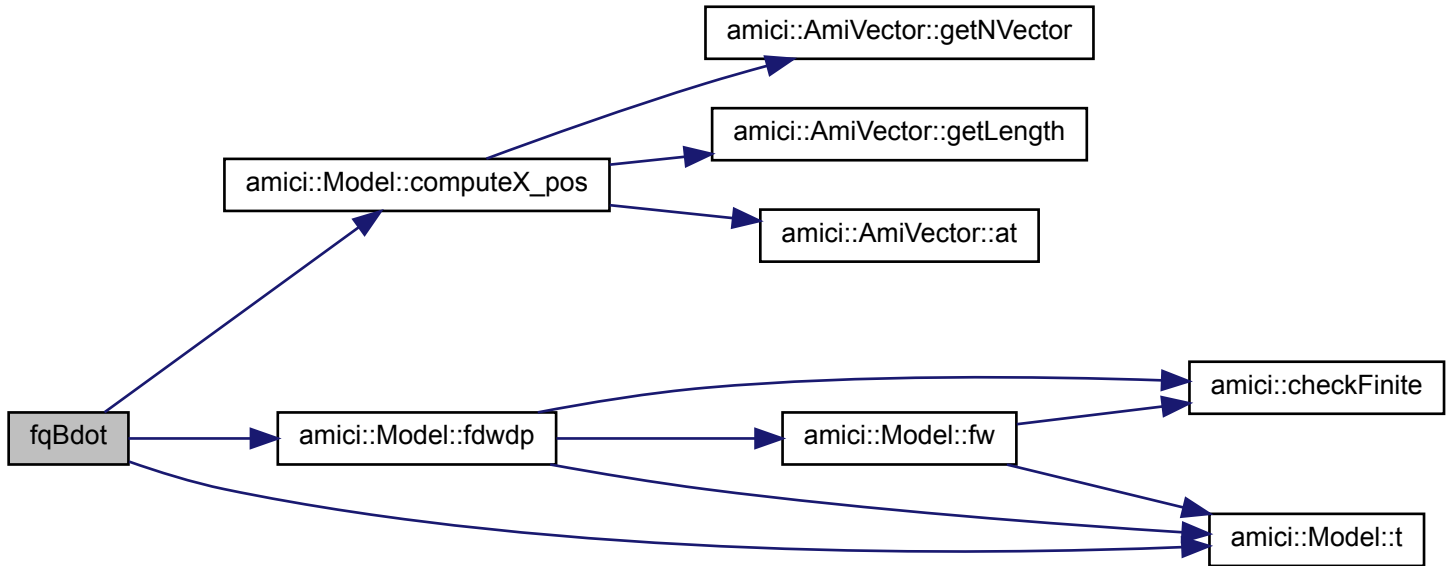 amici::AmiVector::getNVector
amici::AmiVector::getLength
amici::Model::computeX_pos
amici::AmiVector::at
amici::checkFinite
fqBdot
amici::Model::fdwdp
amici::Model::fw
amici::Model::t